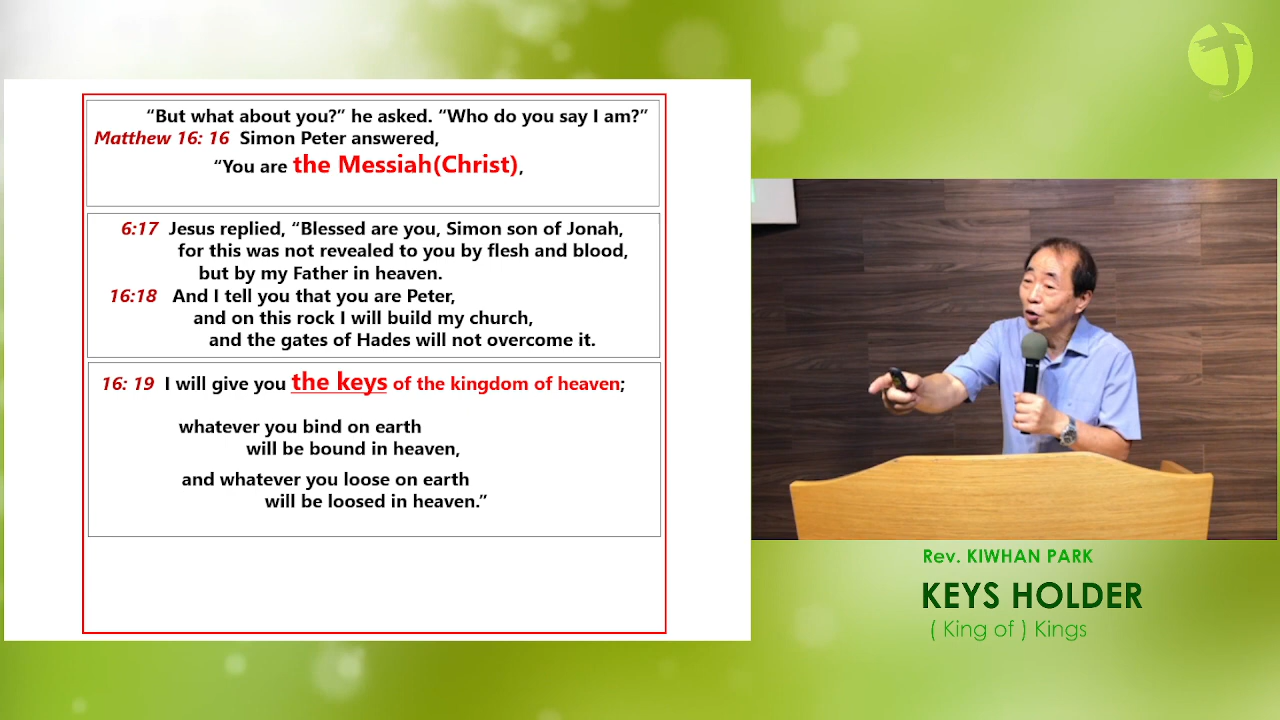 “But what about you?” he asked. “Who do you say I am?”
Matthew 16: 16 Simon Peter answered,
“You are the Messiah(Christ),
6:17 Jesus replied, “Blessed are you, Simon son of Jonah,
for this was not revealed to you by flesh and blood,
but by my Father in heaven.
16:18 And I tell you that you are Peter,
and on this rock I will build my church,
and the gates of Hades will not overcome it.
16: 19 I will give you the keys of the kingdom of heaven;
whatever you bind on earth
will be bound in heaven,
and whatever you loose on earth
will be loosed in heaven.”
Rev. KIWHAN PARK
KEYS HOLDER
( King of ) Kings